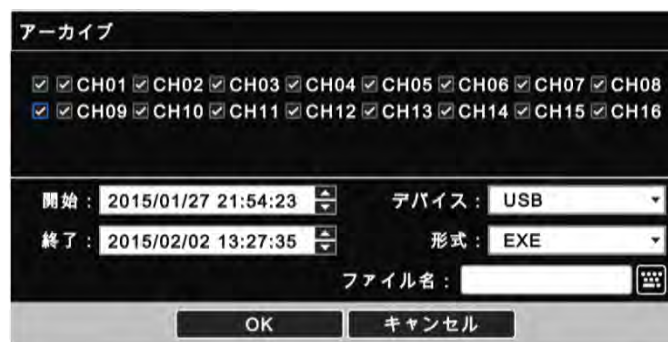 アーカイブ
CH01 CH02 CH03 CH04 CH05 CH06 CH07 CH08
CH09 CH10 CH11 CH12 CH13 CH14 CH15 CH16
開始： 2015/01/27 21:54:23 デバイス： USB
終了： 2015/02/02 13:27:35 形式： EXE
ファイル名：
OK キャンセル